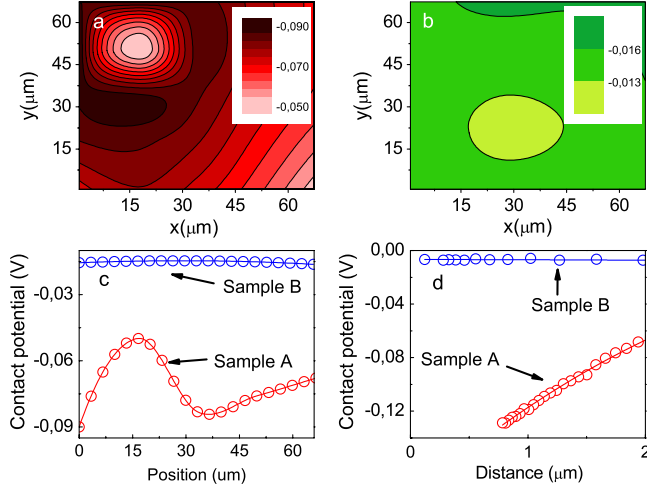 a
-0,090
-0,070
-0,050
y(μm)
60
45
30
15
15 30 45 60
x(μm)
b
-0,016
-0,013
y(μm)
60
45
30
15
15 30 45 60
x(μm)
c
Sample B
Sample A
Contact potential (V)
-0,03
-0,06
-0,09
0 15 30 45 60
Position (um)
d
Sample B
Sample A
Contact potential (V)
0,00
-0,04
-0,08
-0,12
0 1 2
Distance (μm)